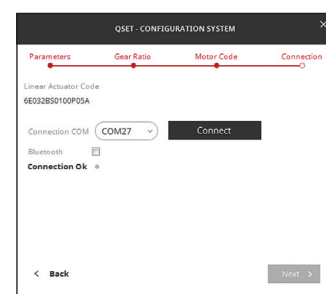 QSET - CONFIGURATION SYSTEM
Parameters Gear Ratio Motor Code Connection
Linear Actuator Code
6E032BS0100P05A
Connection COM COM27 Connect
Bluetooth
Connection Ok
< Back Next >